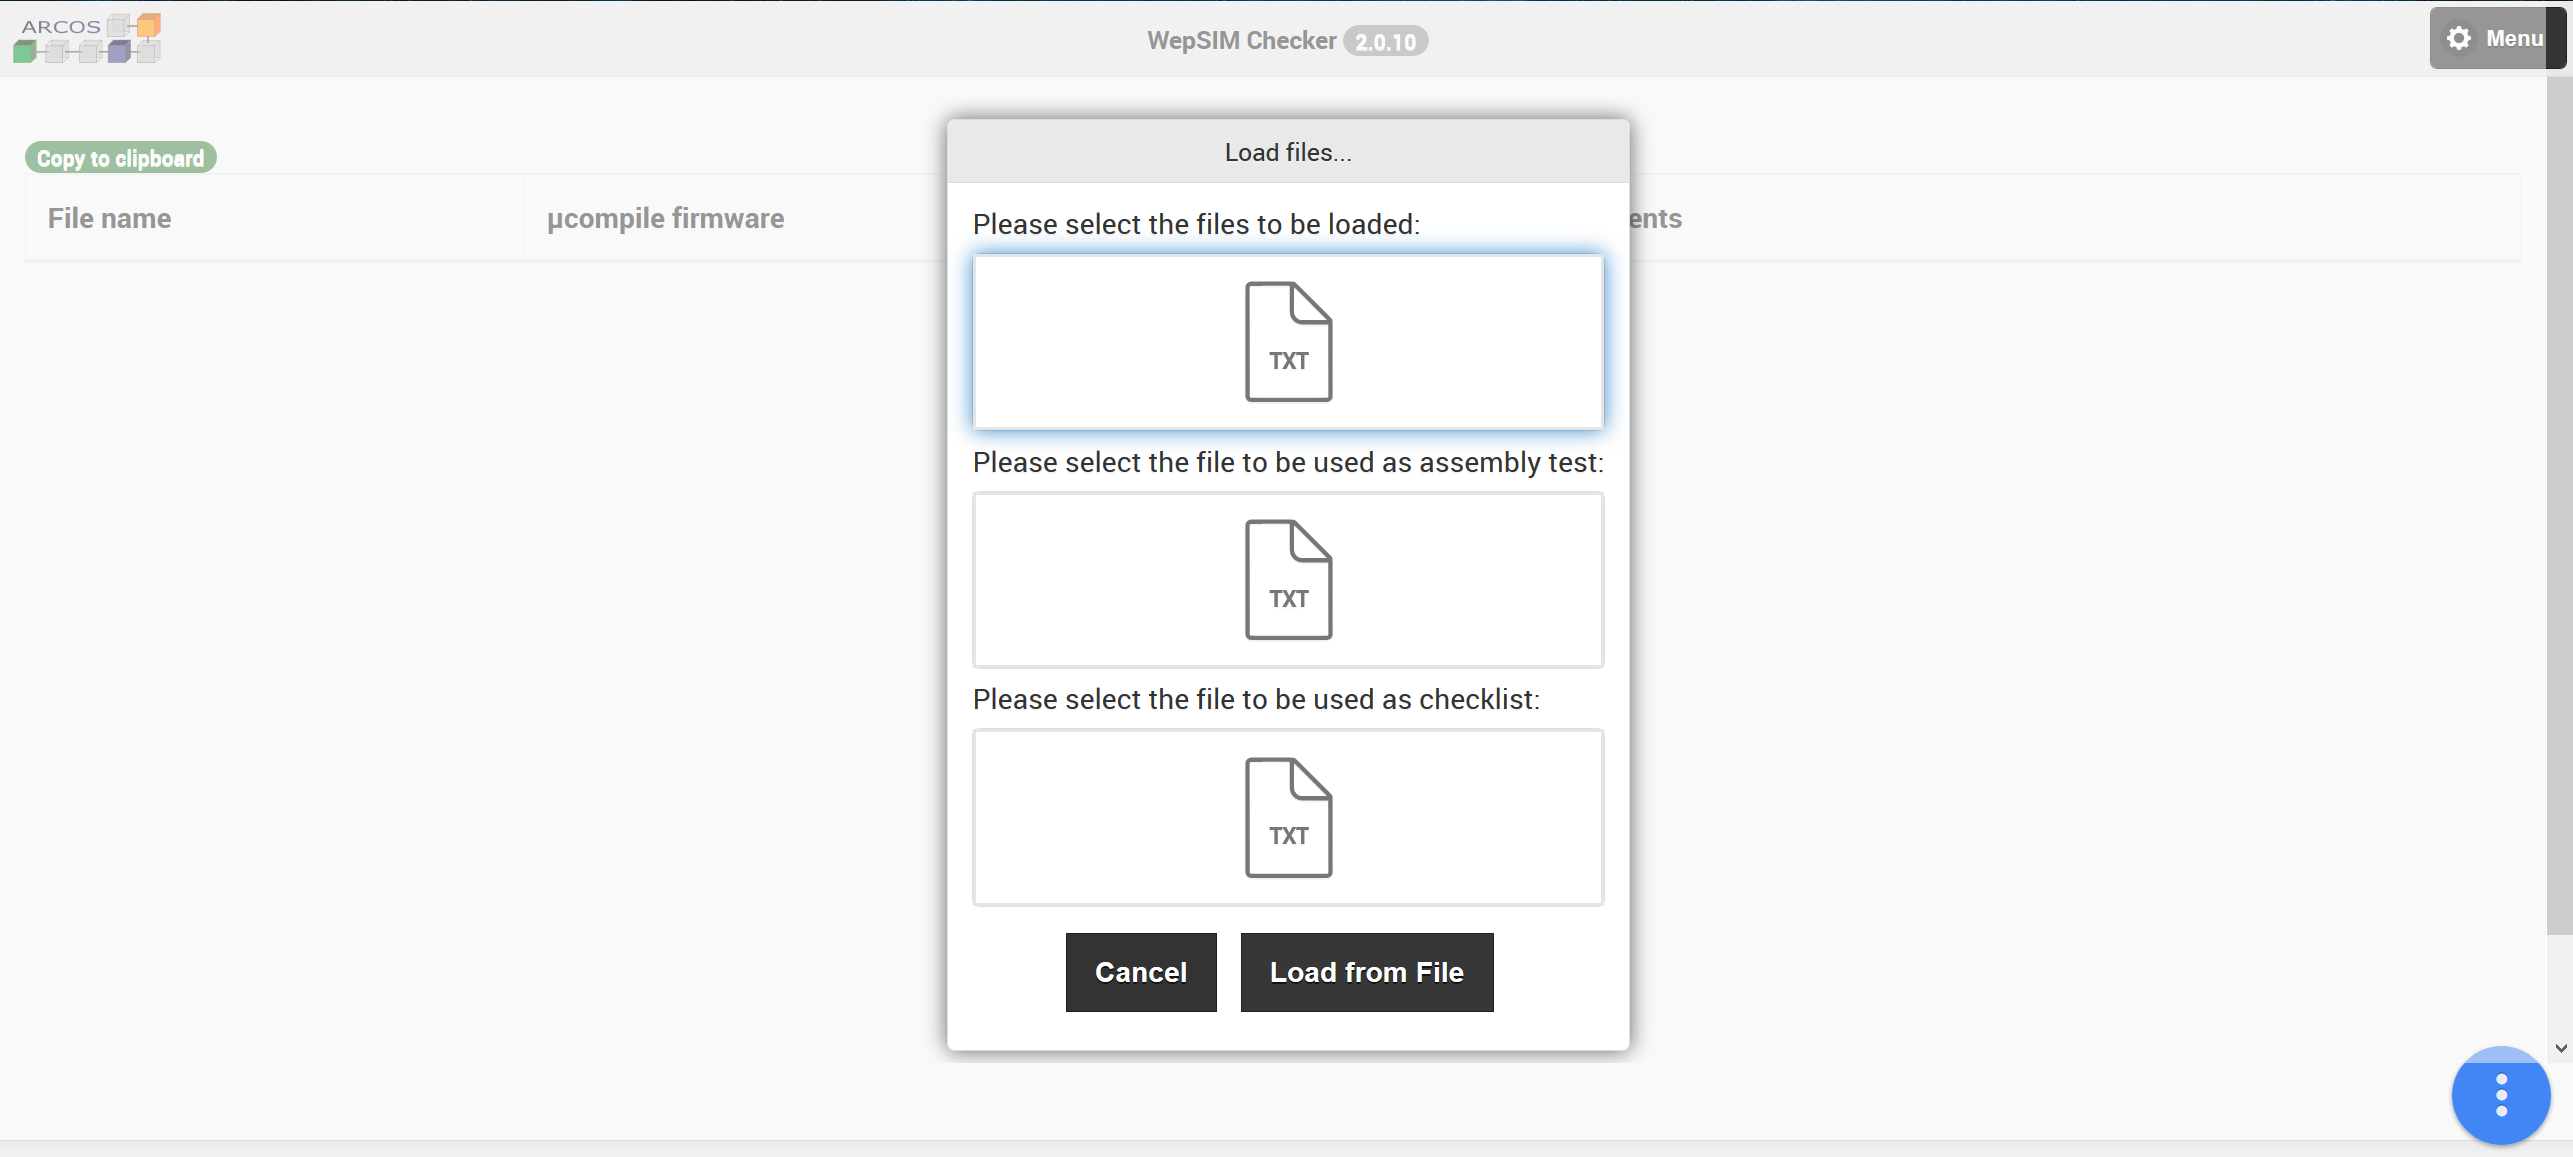 ARCOS
WepSIM Checker 2.0.10
Menu
Copy to clipboard
File name
μcompile firmware
Load files...
Please select the files to be loaded:
TXT
Please select the file to be used as assembly test:
TXT
Please select the file to be used as checklist:
TXT
Cancel
Load from File